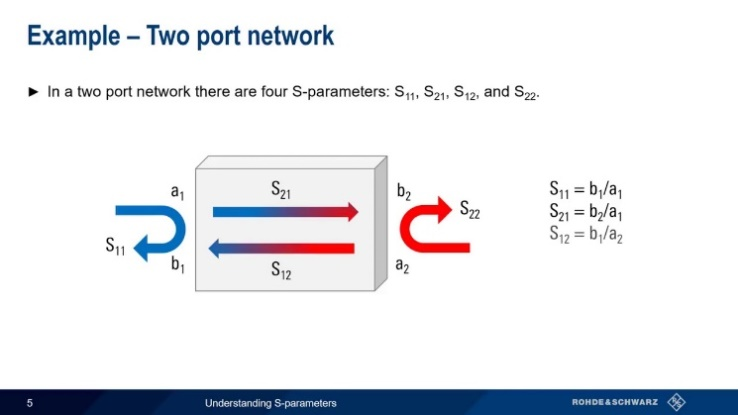 Example – Two port network
► In a two port network there are four S-parameters: S₁₁, S₂₁, S₁₂, and S₂₂.
a₁
S₂₁
b₂
S₁₁
S₂₂
b₁
S₁₂
a₂
S₁₁ = b₁/a₁
S₂₁ = b₂/a₁
S₁₂ = b₁/a₂
5
Understanding S-parameters
ROHDE&SCHWARZ
R&S